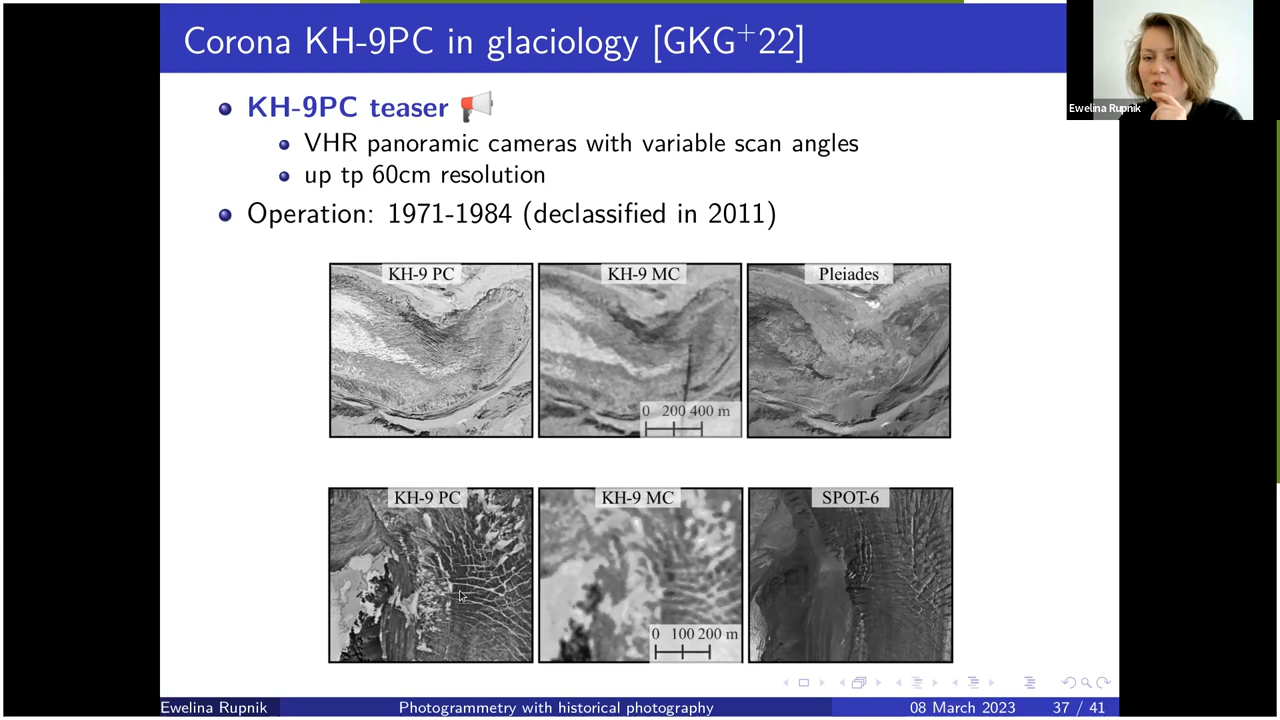 Corona KH-9PC in glaciology [GKG+22]
Ewelina Rupnik
KH-9PC teaser
VHR panoramic cameras with variable scan angles
up tp 60cm resolution
Operation: 1971-1984 (declassified in 2011)
KH-9 PC KH-9 MC Pleiades
0 200 400 m
KH-9 PC KH-9 MC SPOT-6
0 100 200 m
Ewelina Rupnik Photogrammetry with historical photography 08 March 2023 37 / 41